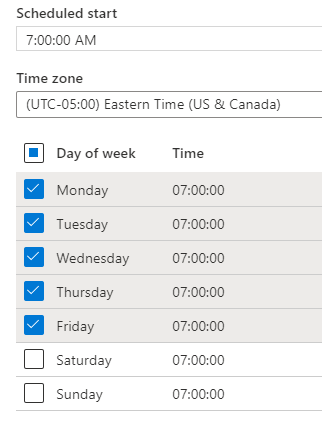 Scheduled start
7:00:00 AM
Time zone
(UTC-05:00) Eastern Time (US & Canada)
Day of week Time
Monday 07:00:00
Tuesday 07:00:00
Wednesday 07:00:00
Thursday 07:00:00
Friday 07:00:00
Saturday 07:00:00
Sunday 07:00:00